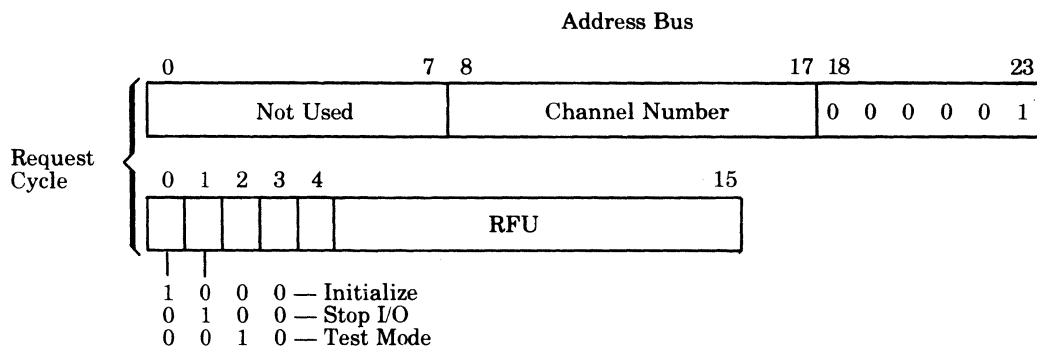 Address Bus
0 7 8 17 18 23
Not Used Channel Number 0 0 0 0 0 1
Request
Cycle
0 1 2 3 4 15
RFU
1 0 0 0 — Initialize
0 1 0 0 — Stop I/O
0 0 1 0 — Test Mode